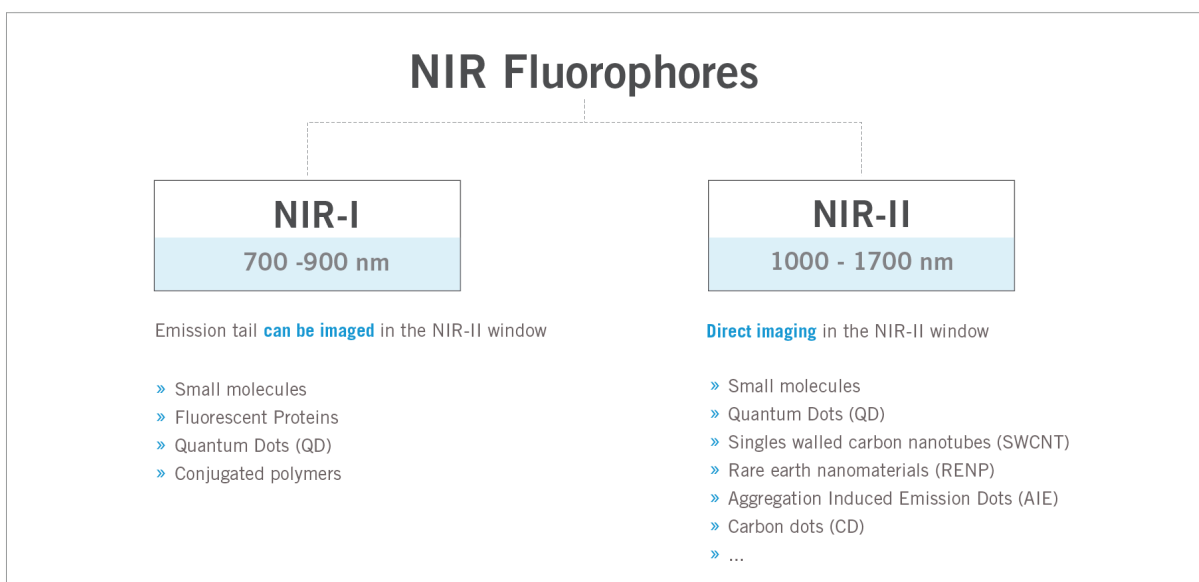 NIR Fluorophores
NIR-I
700 -900 nm
Emission tail can be imaged in the NIR-II window
» Small molecules
» Fluorescent Proteins
» Quantum Dots (QD)
» Conjugated polymers
NIR-II
1000 - 1700 nm
Direct imaging in the NIR-II window
» Small molecules
» Quantum Dots (QD)
» Singles walled carbon nanotubes (SWCNT)
» Rare earth nanomaterials (RENP)
» Aggregation Induced Emission Dots (AIE)
» Carbon dots (CD)
» ...